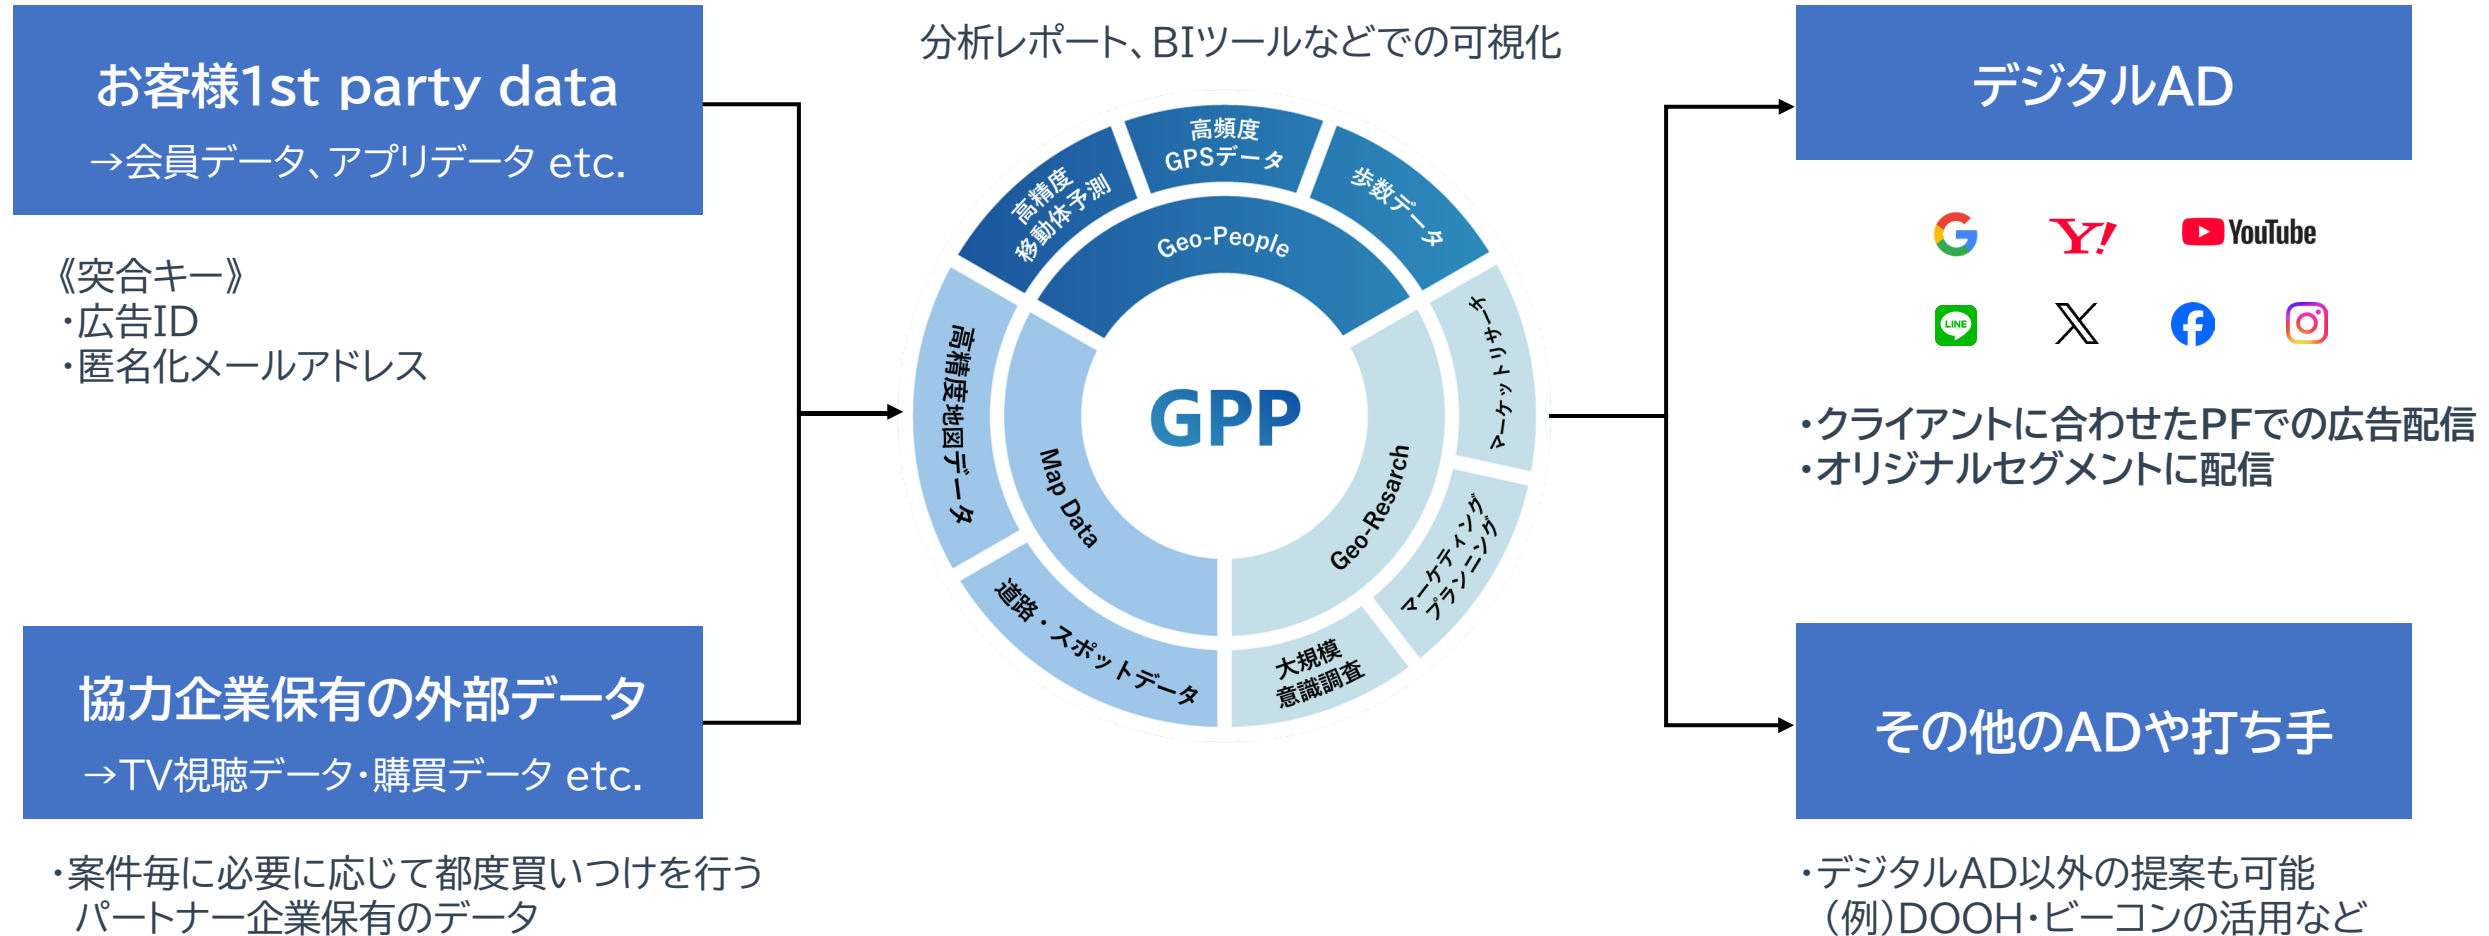 お客様1st party data
→会員データ、アプリデータ etc.
《突合キー》
・広告ID
・匿名化メールアドレス
協力企業保有の外部データ
→TV視聴データ・購買データ etc.
・案件毎に必要に応じて都度買いつけを行う
パートナー企業保有のデータ
分析レポート、BIツールなどでの可視化
高精度
移動体予測
高頻度
GPSデータ
歩数データ
Geo-People
高精度地図データ
道路・スポットデータ
Map Data
GPP
マーケットリサーチ
マーケティング
プランニング
大規模
意識調査
Geo-Resarch
デジタルAD
G
Y!
YouTube
LINE
X
f
・クライアントに合わせたPFでの広告配信
・オリジナルセグメントに配信
その他のADや打ち手
・デジタルAD以外の提案も可能
（例）DOOH・ビーコンの活用など